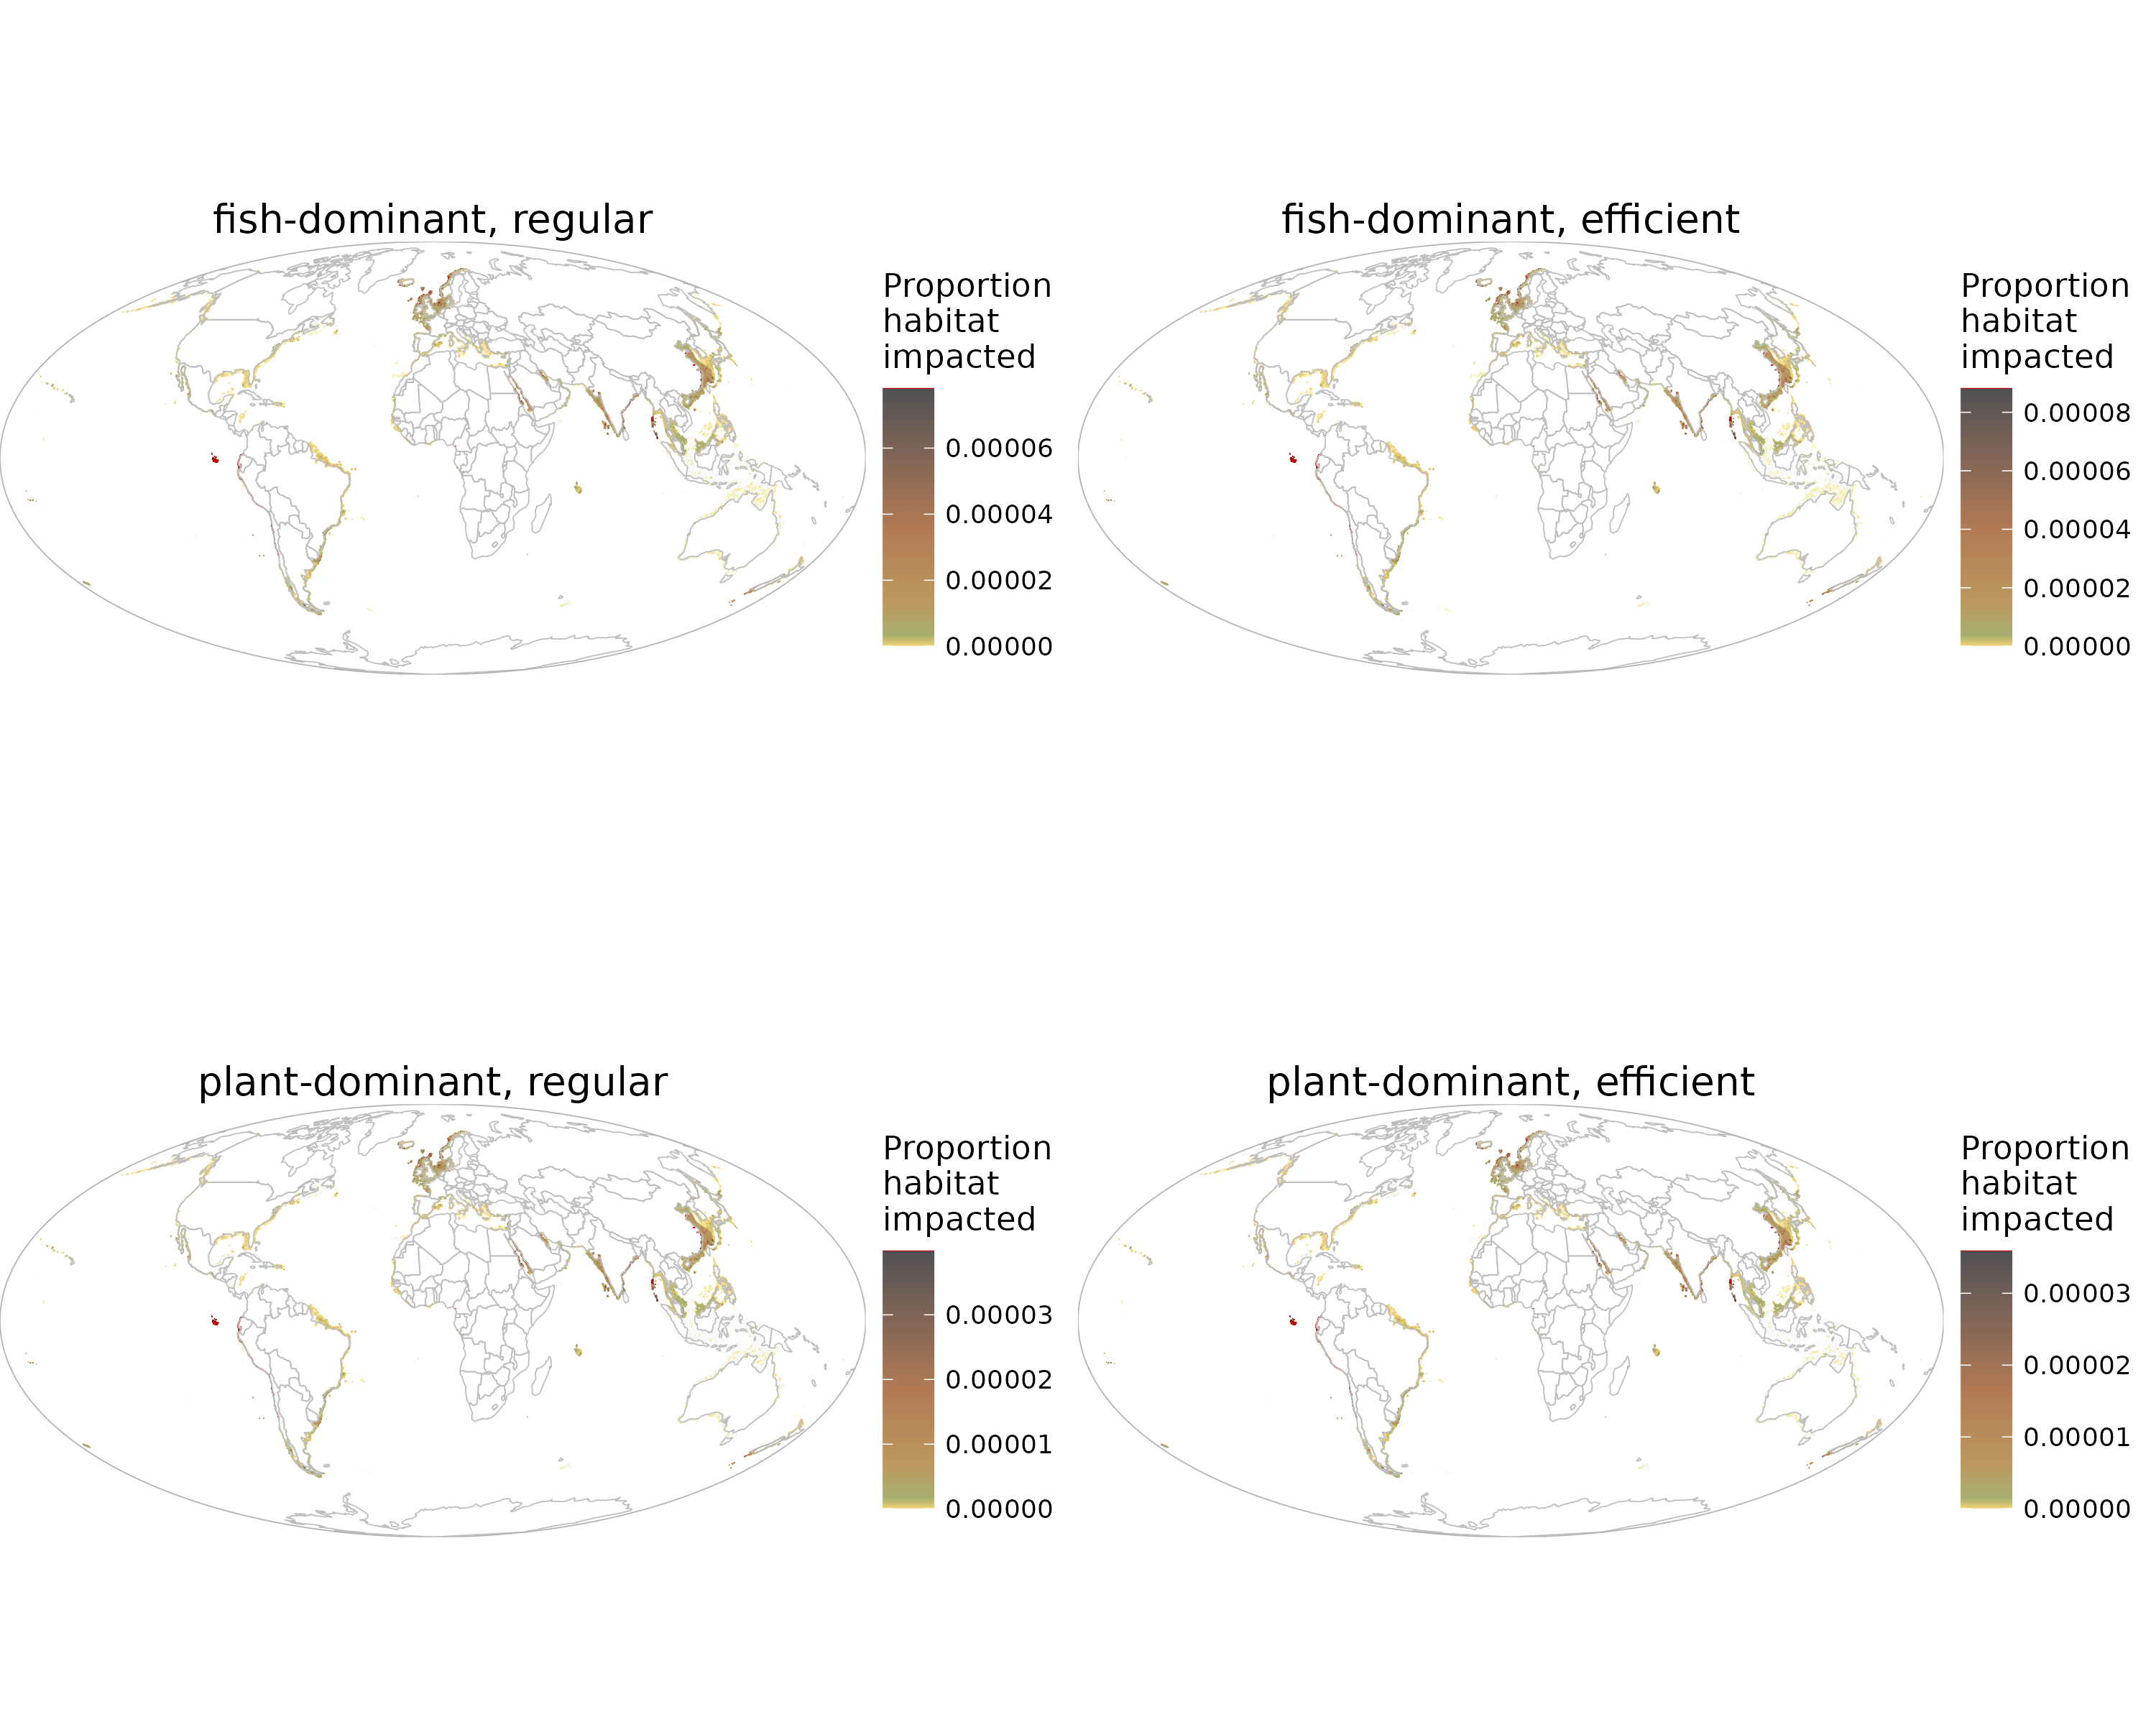 fish-dominant, regular
Proportion
habitat
impacted
0.00006
0.00004
0.00002
0.00000
fish-dominant, efficient
Proportion
habitat
impacted
0.00008
0.00006
0.00004
0.00002
0.00000
plant-dominant, regular
Proportion
habitat
impacted
0.00003
0.00002
0.00001
0.00000
plant-dominant, efficient
Proportion
habitat
impacted
0.00003
0.00002
0.00001
0.00000